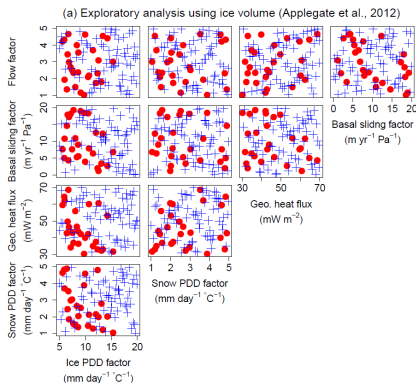 (a) Exploratory analysis using ice volume (Applegate et al., 2012)
Flow factor
1 2 3 4 5
0 5 10 15 20
Basal sliding factor
(m yr⁻¹ Pa⁻¹)
Basal sliding factor
(m yr⁻¹ Pa⁻¹)
0 5 10 15 20
30 50 70
Geo. heat flux
(mW m⁻²)
Geo. heat flux
(mW m⁻²)
30 50 70
1 2 3 4 5
Snow PDD factor
(mm day⁻¹ °C⁻¹)
Snow PDD factor
(mm day⁻¹ °C⁻¹)
1 2 3 4 5
5 10 15 20
Ice PDD factor
(mm day⁻¹ °C⁻¹)